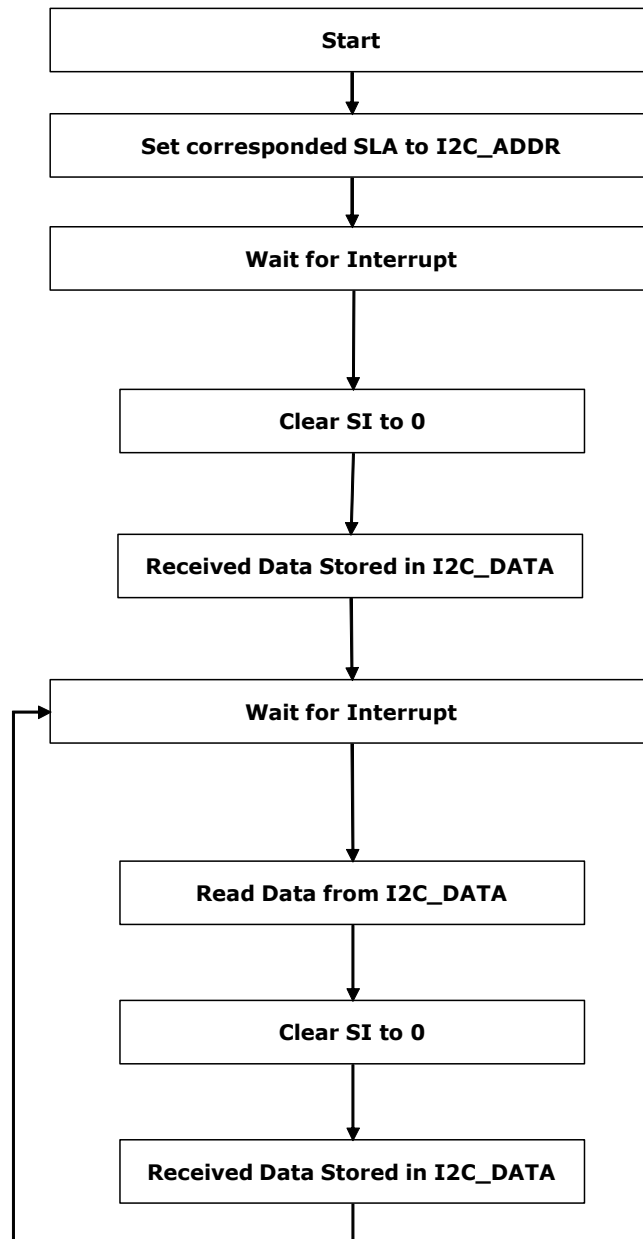 Start
Set corresponded SLA to I2C_ADDR
Wait for Interrupt
Clear SI to 0
Received Data Stored in I2C_DATA
Wait for Interrupt
Read Data from I2C_DATA
Clear SI to 0
Received Data Stored in I2C_DATA